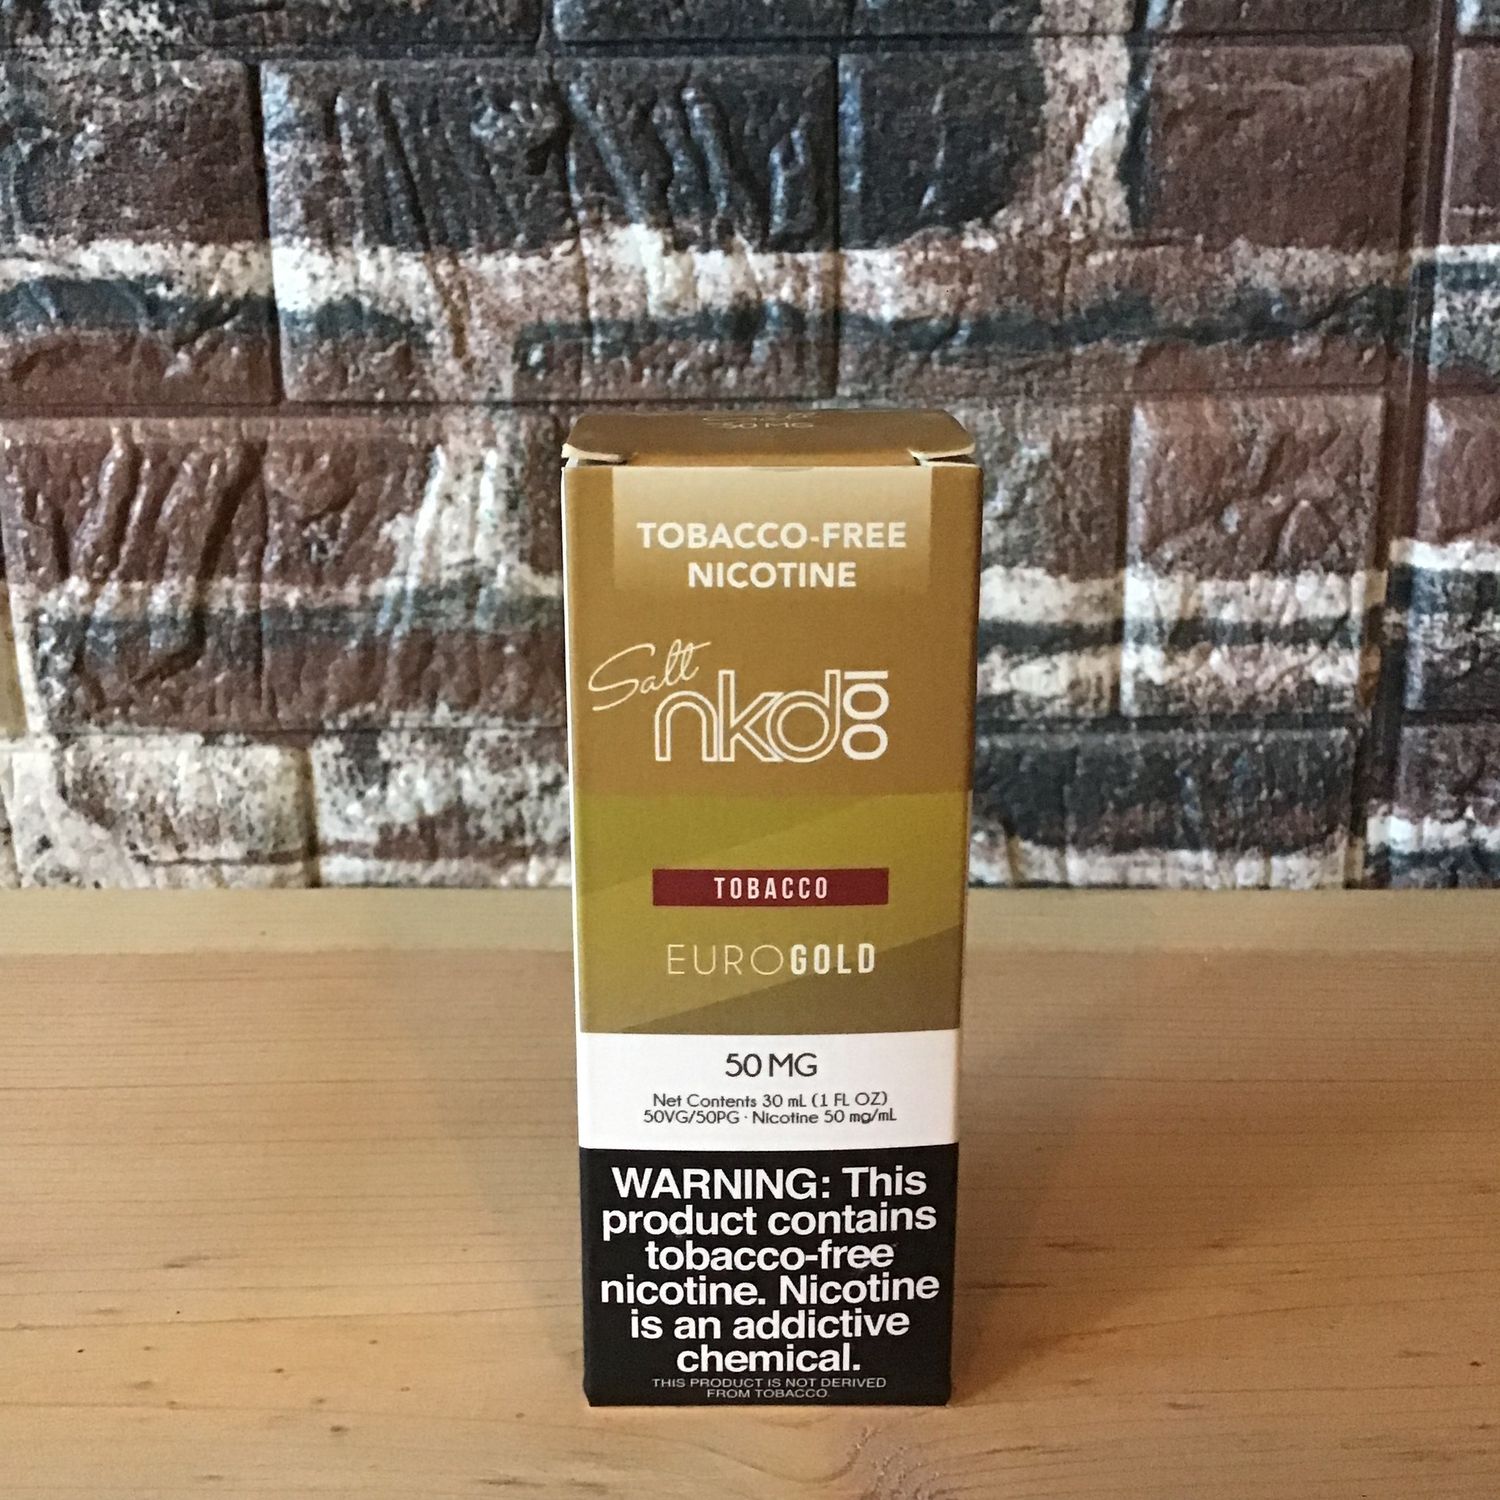 50 MG
TOBACCO-FREE
NICOTINE
Salt
nkd
100
TOBACCO
EUROGOLD
50 MG
Net Contents 30 mL (1 FL OZ)
50VG/50PG · Nicotine 50 mg/mL
WARNING: This
product contains
tobacco-free
nicotine. Nicotine
is an addictive
chemical.
THIS PRODUCT IS NOT DERIVED
FROM TOBACCO.